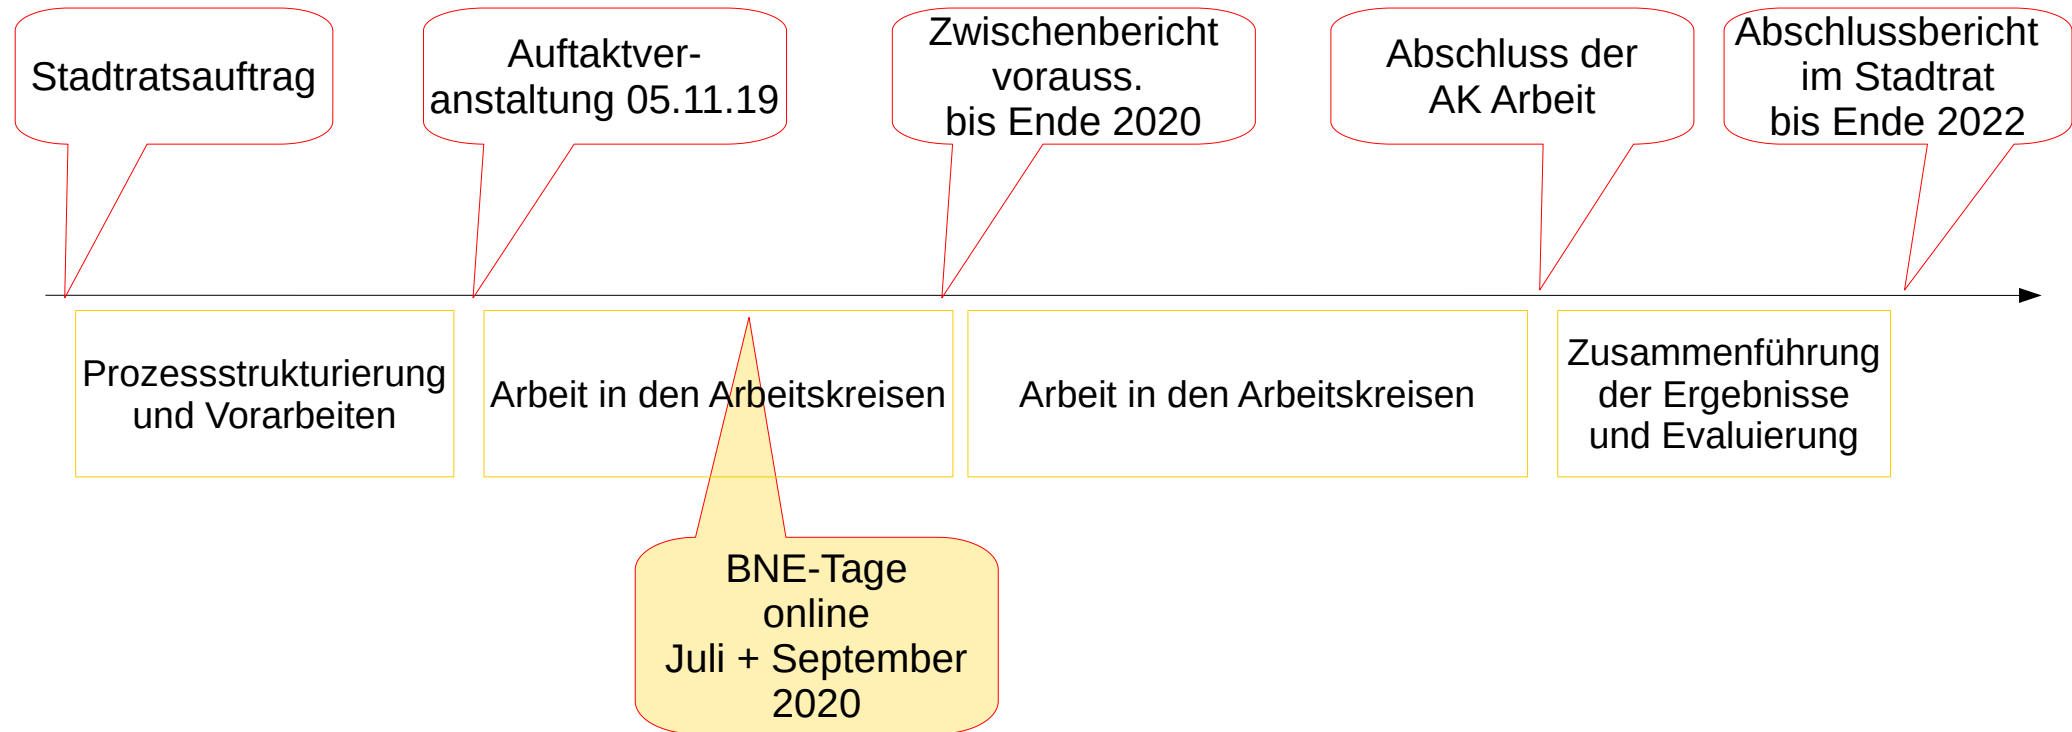 Stadtratsauftrag
Auftaktver-
anstaltung 05.11.19
Zwischenbericht
vorauss.
bis Ende 2020
Abschluss der
AK Arbeit
Abschlussbericht
im Stadtrat
bis Ende 2022
Prozessstrukturierung
und Vorarbeiten
Arbeit in den Arbeitskreisen
Arbeit in den Arbeitskreisen
Zusammenführung
der Ergebnisse
und Evaluierung
BNE-Tage
online
Juli + September
2020